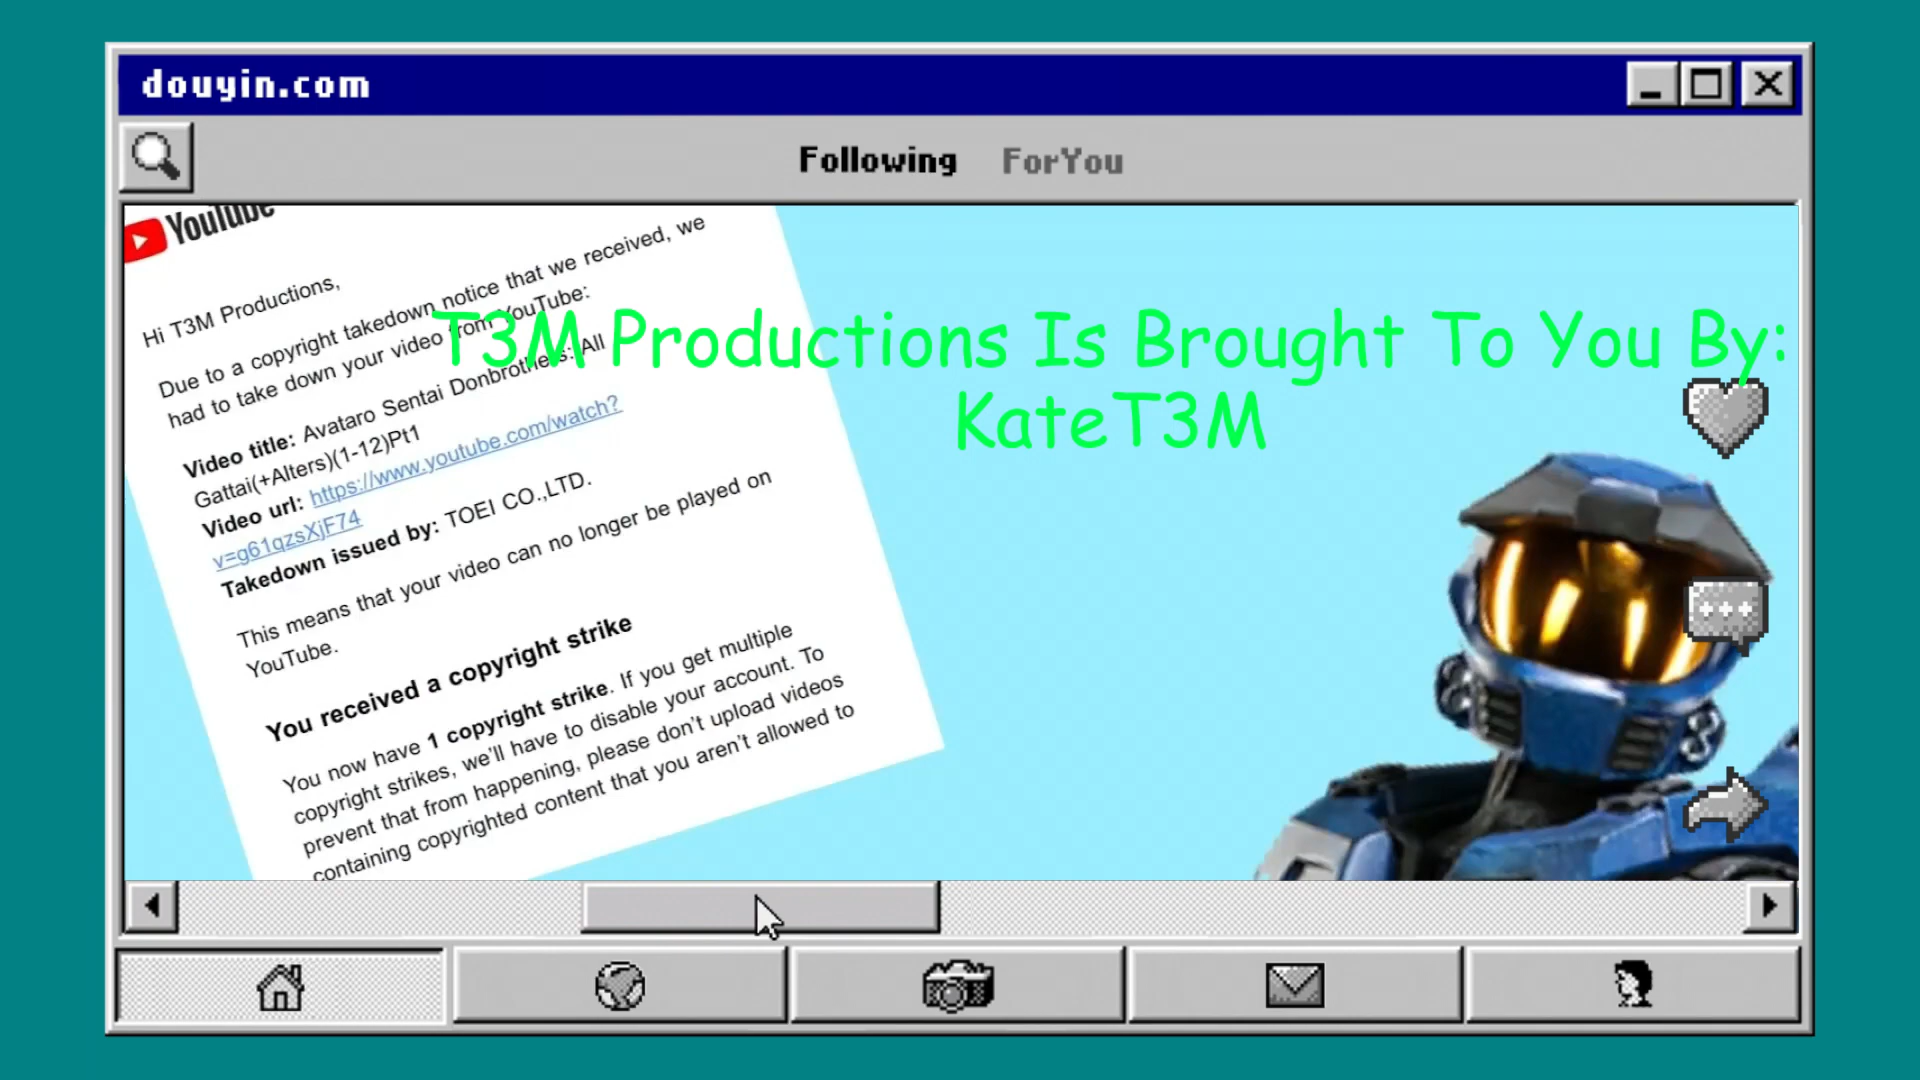 douyin.com
Following ForYou
YouTube
Hi T3M Productions,
Due to a copyright takedown notice that we received, we
had to take down your video from YouTube:
Video title: Avataro Sentai Donbrothers: All
Gattai(+Alters)(1-12)Pt1
Video url: https://www.youtube.com/watch?
v=g61qzsXjF74
Takedown issued by: TOEI CO.,LTD.
This means that your video can no longer be played on
YouTube.
You received a copyright strike
You now have 1 copyright strike. If you get multiple
copyright strikes, we'll have to disable your account. To
prevent that from happening, please don't upload videos
containing copyrighted content that you aren't allowed to
T3M Productions Is Brought To You By:
KateT3M